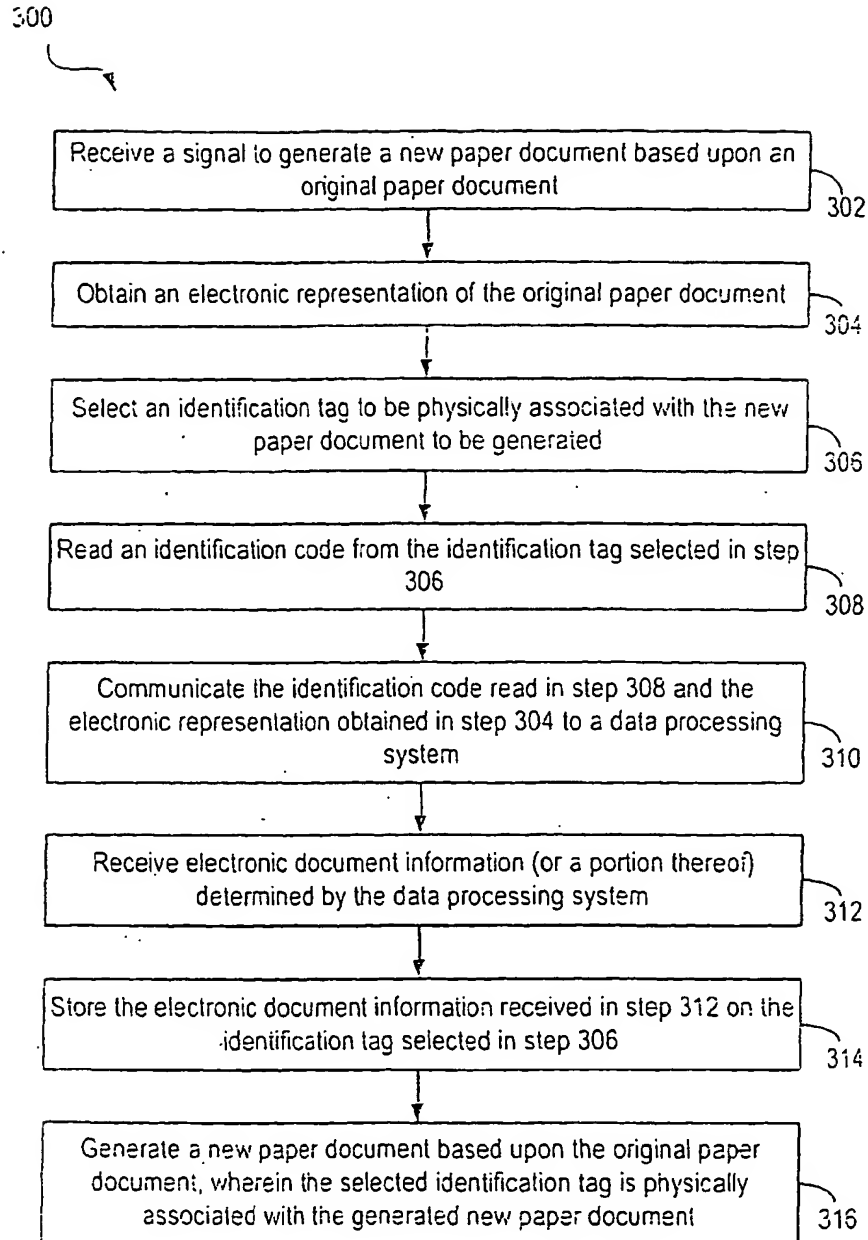 300
Receive a signal to generate a new paper document based upon an
original paper document
302
Obtain an electronic representation of the original paper document
304
Select an identification tag to be physically associated with the new
paper document to be generated
306
Read an identification code from the identification tag selected in step
306
308
Communicate the identification code read in step 308 and the
electronic representation obtained in step 304 to a data processing
system
310
Receive electronic document information (or a portion thereof)
determined by the data processing system
312
Store the electronic document information received in step 312 on the
identification tag selected in step 306
314
Generate a new paper document based upon the original paper
document, wherein the selected identification tag is physically
associated with the generated new paper document
316